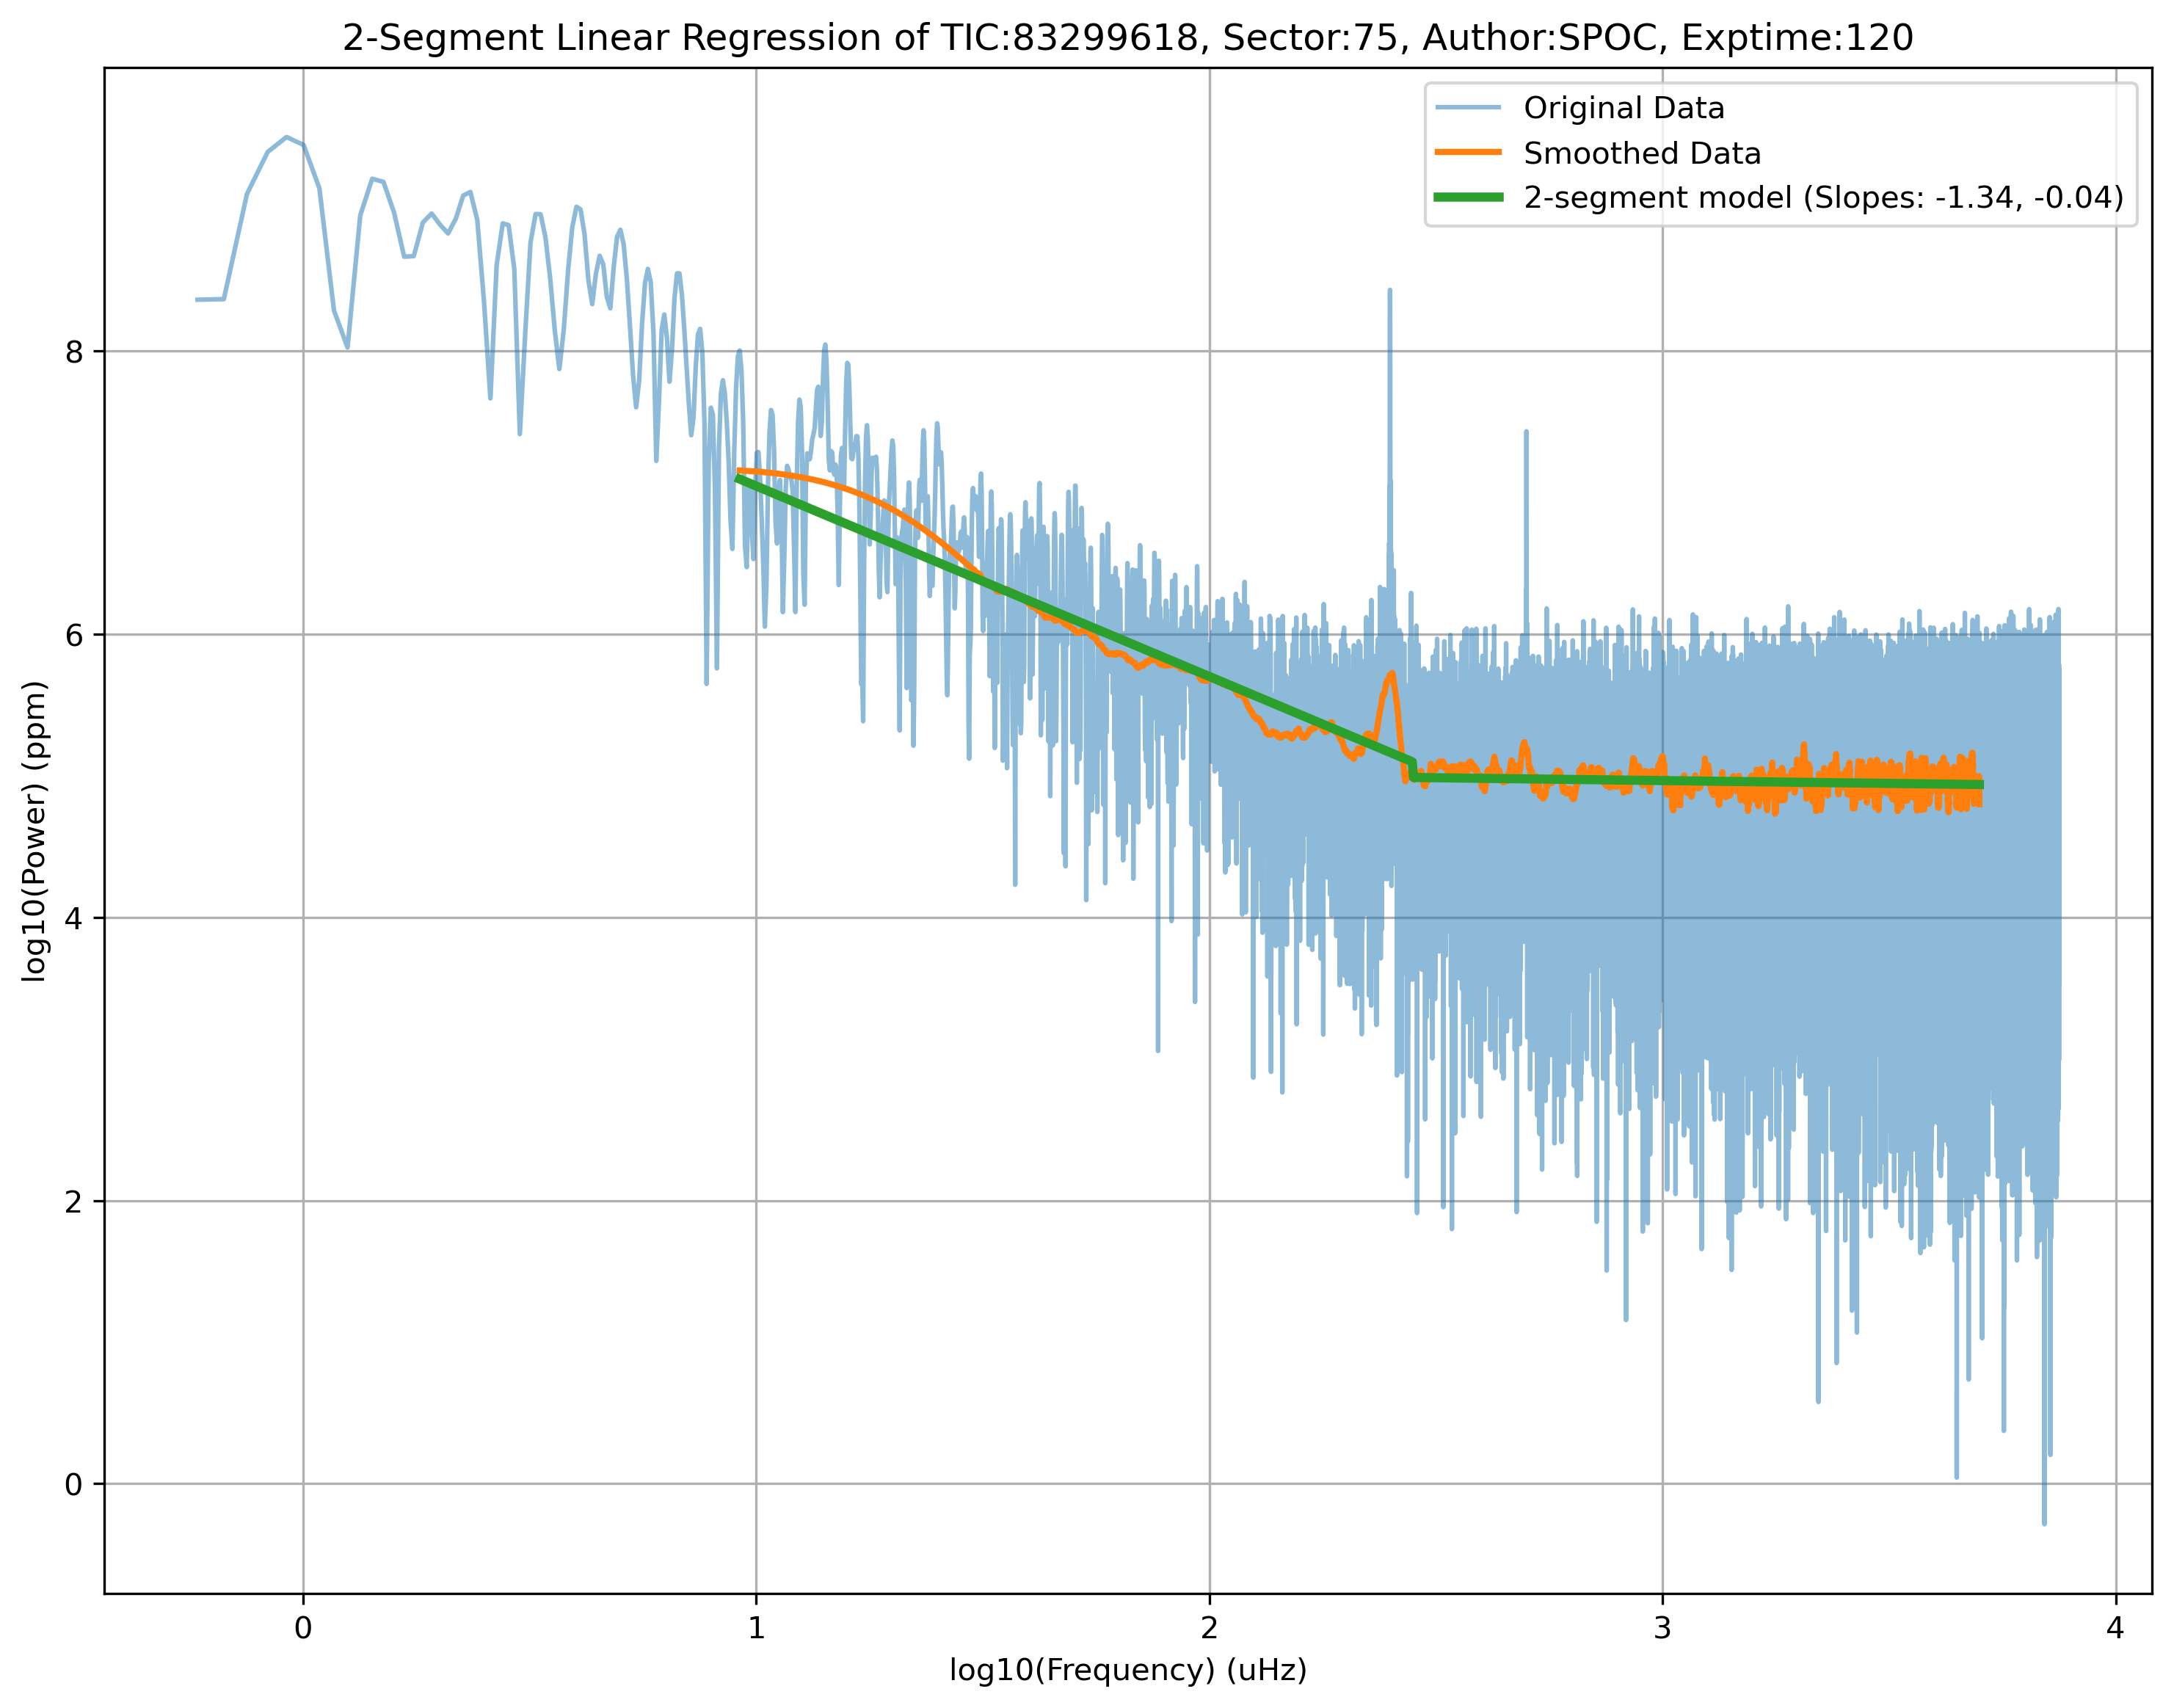 2-Segment Linear Regression of TIC:83299618, Sector:75, Author:SPOC, Exptime:120
Original Data
Smoothed Data
2-segment model (Slopes: -1.34, -0.04)
log10(Power) (ppm)
8
6
4
2
0
0 1 2 3 4
log10(Frequency) (uHz)